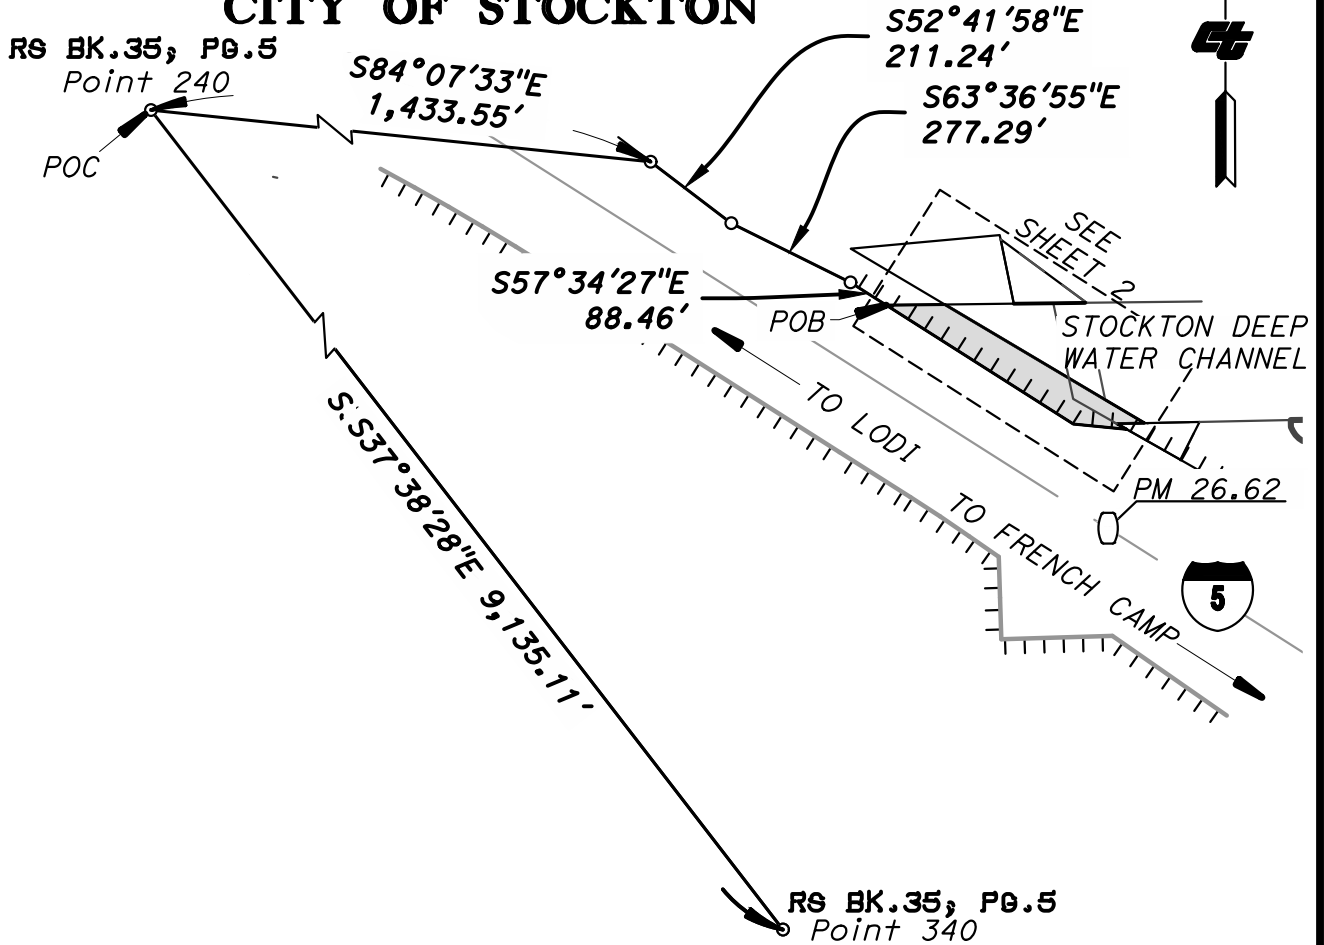 CITY OF STOCKTON
RS BK.35; PG.5
Point 240
POC
S84°07'33"E
1,433.55'
S52°41'58"E
211.24'
S63°36'55"E
277.29'
Ct
SEE
SHEET 2
S57°34'27"E
88.46'
POB
STOCKTON DEEP
WATER CHANNEL
TO LODI
S.S37°38'28"E 9,135.11'
TO FRENCH CAMP
PM 26.62
5
RS BK.35; PG.5
Point 340